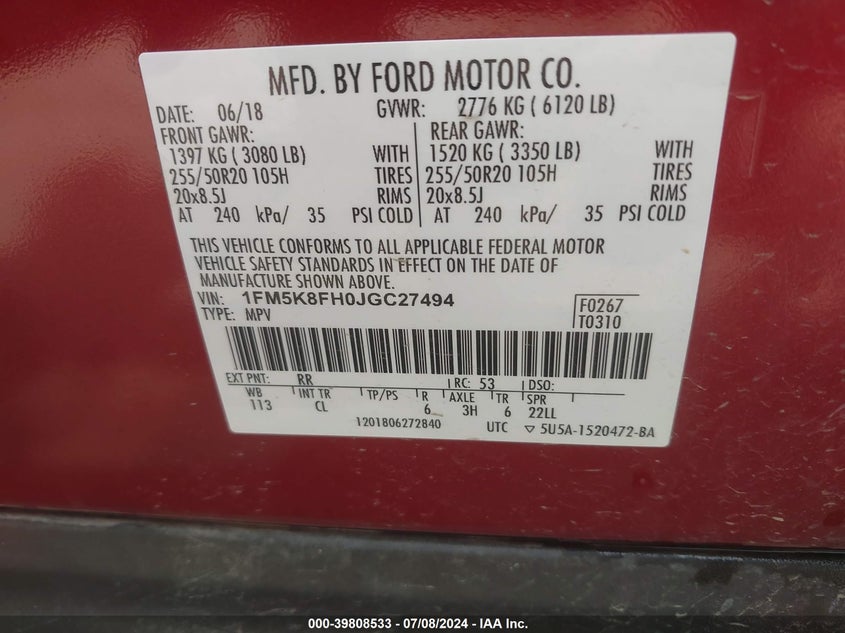 MFD. BY FORD MOTOR CO.
DATE: 06/18 GVWR: 2776 KG ( 6120 LB)
FRONT GAWR: REAR GAWR:
1397 KG ( 3080 LB) WITH 1520 KG ( 3350 LB) WITH
255/50R20 105H TIRES 255/50R20 105H TIRES
20x8.5J RIMS 20x8.5J RIMS
AT 240 kPa/ 35 PSI COLD AT 240 kPa/ 35 PSI COLD
THIS VEHICLE CONFORMS TO ALL APPLICABLE FEDERAL MOTOR
VEHICLE SAFETY STANDARDS IN EFFECT ON THE DATE OF
MANUFACTURE SHOWN ABOVE.
VIN: 1FM5K8FH0JGC27494 F0267
TYPE: MPV T0310
EXT PNT: RR RC: 53 DSO:
WB INT TR TP/PS R AXLE TR SPR
113 CL 6 3H 6 22LL
1201806272840 UTC ▽ 5U5A-1520472-BA
000-39808533 - 07/08/2024 - IAA Inc.